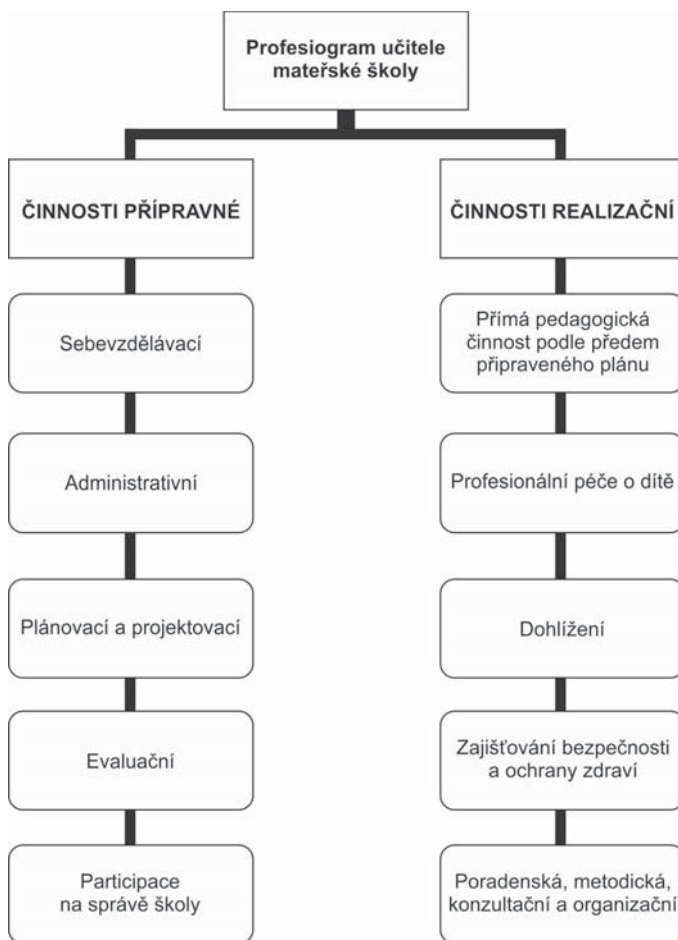 Profesiogram učitele
mateřské školy
ČINNOSTI PŘÍPRAVNÉ
Sebevzdělávací
Administrativní
Plánovací a projektovací
Evaluační
Participace
na správě školy
ČINNOSTI REALIZAČNÍ
Přímá pedagogická
činnost podle předem
připraveného plánu
Profesionální péče o dítě
Dohlížení
Zajišťování bezpečnosti
a ochrany zdraví
Poradenská, metodická,
konzultační a organizační